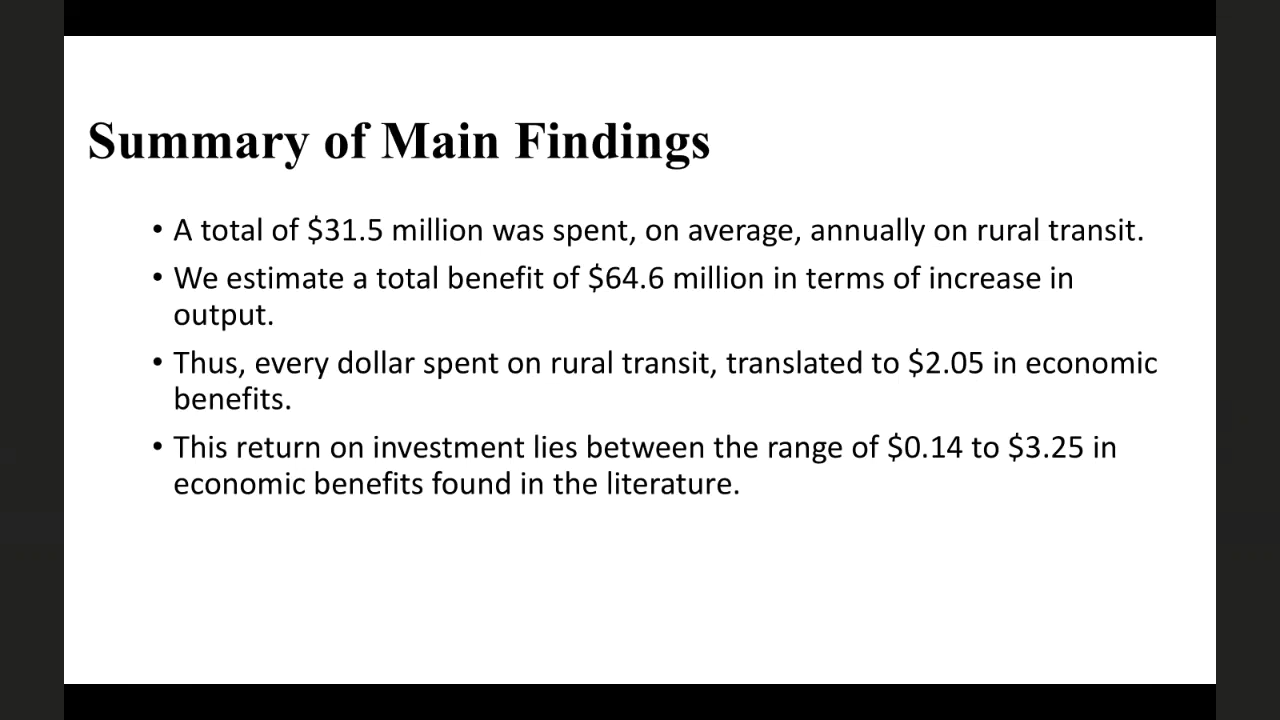 Summary of Main Findings
• A total of $31.5 million was spent, on average, annually on rural transit.
• We estimate a total benefit of $64.6 million in terms of increase in
output.
• Thus, every dollar spent on rural transit, translated to $2.05 in economic
benefits.
• This return on investment lies between the range of $0.14 to $3.25 in
economic benefits found in the literature.